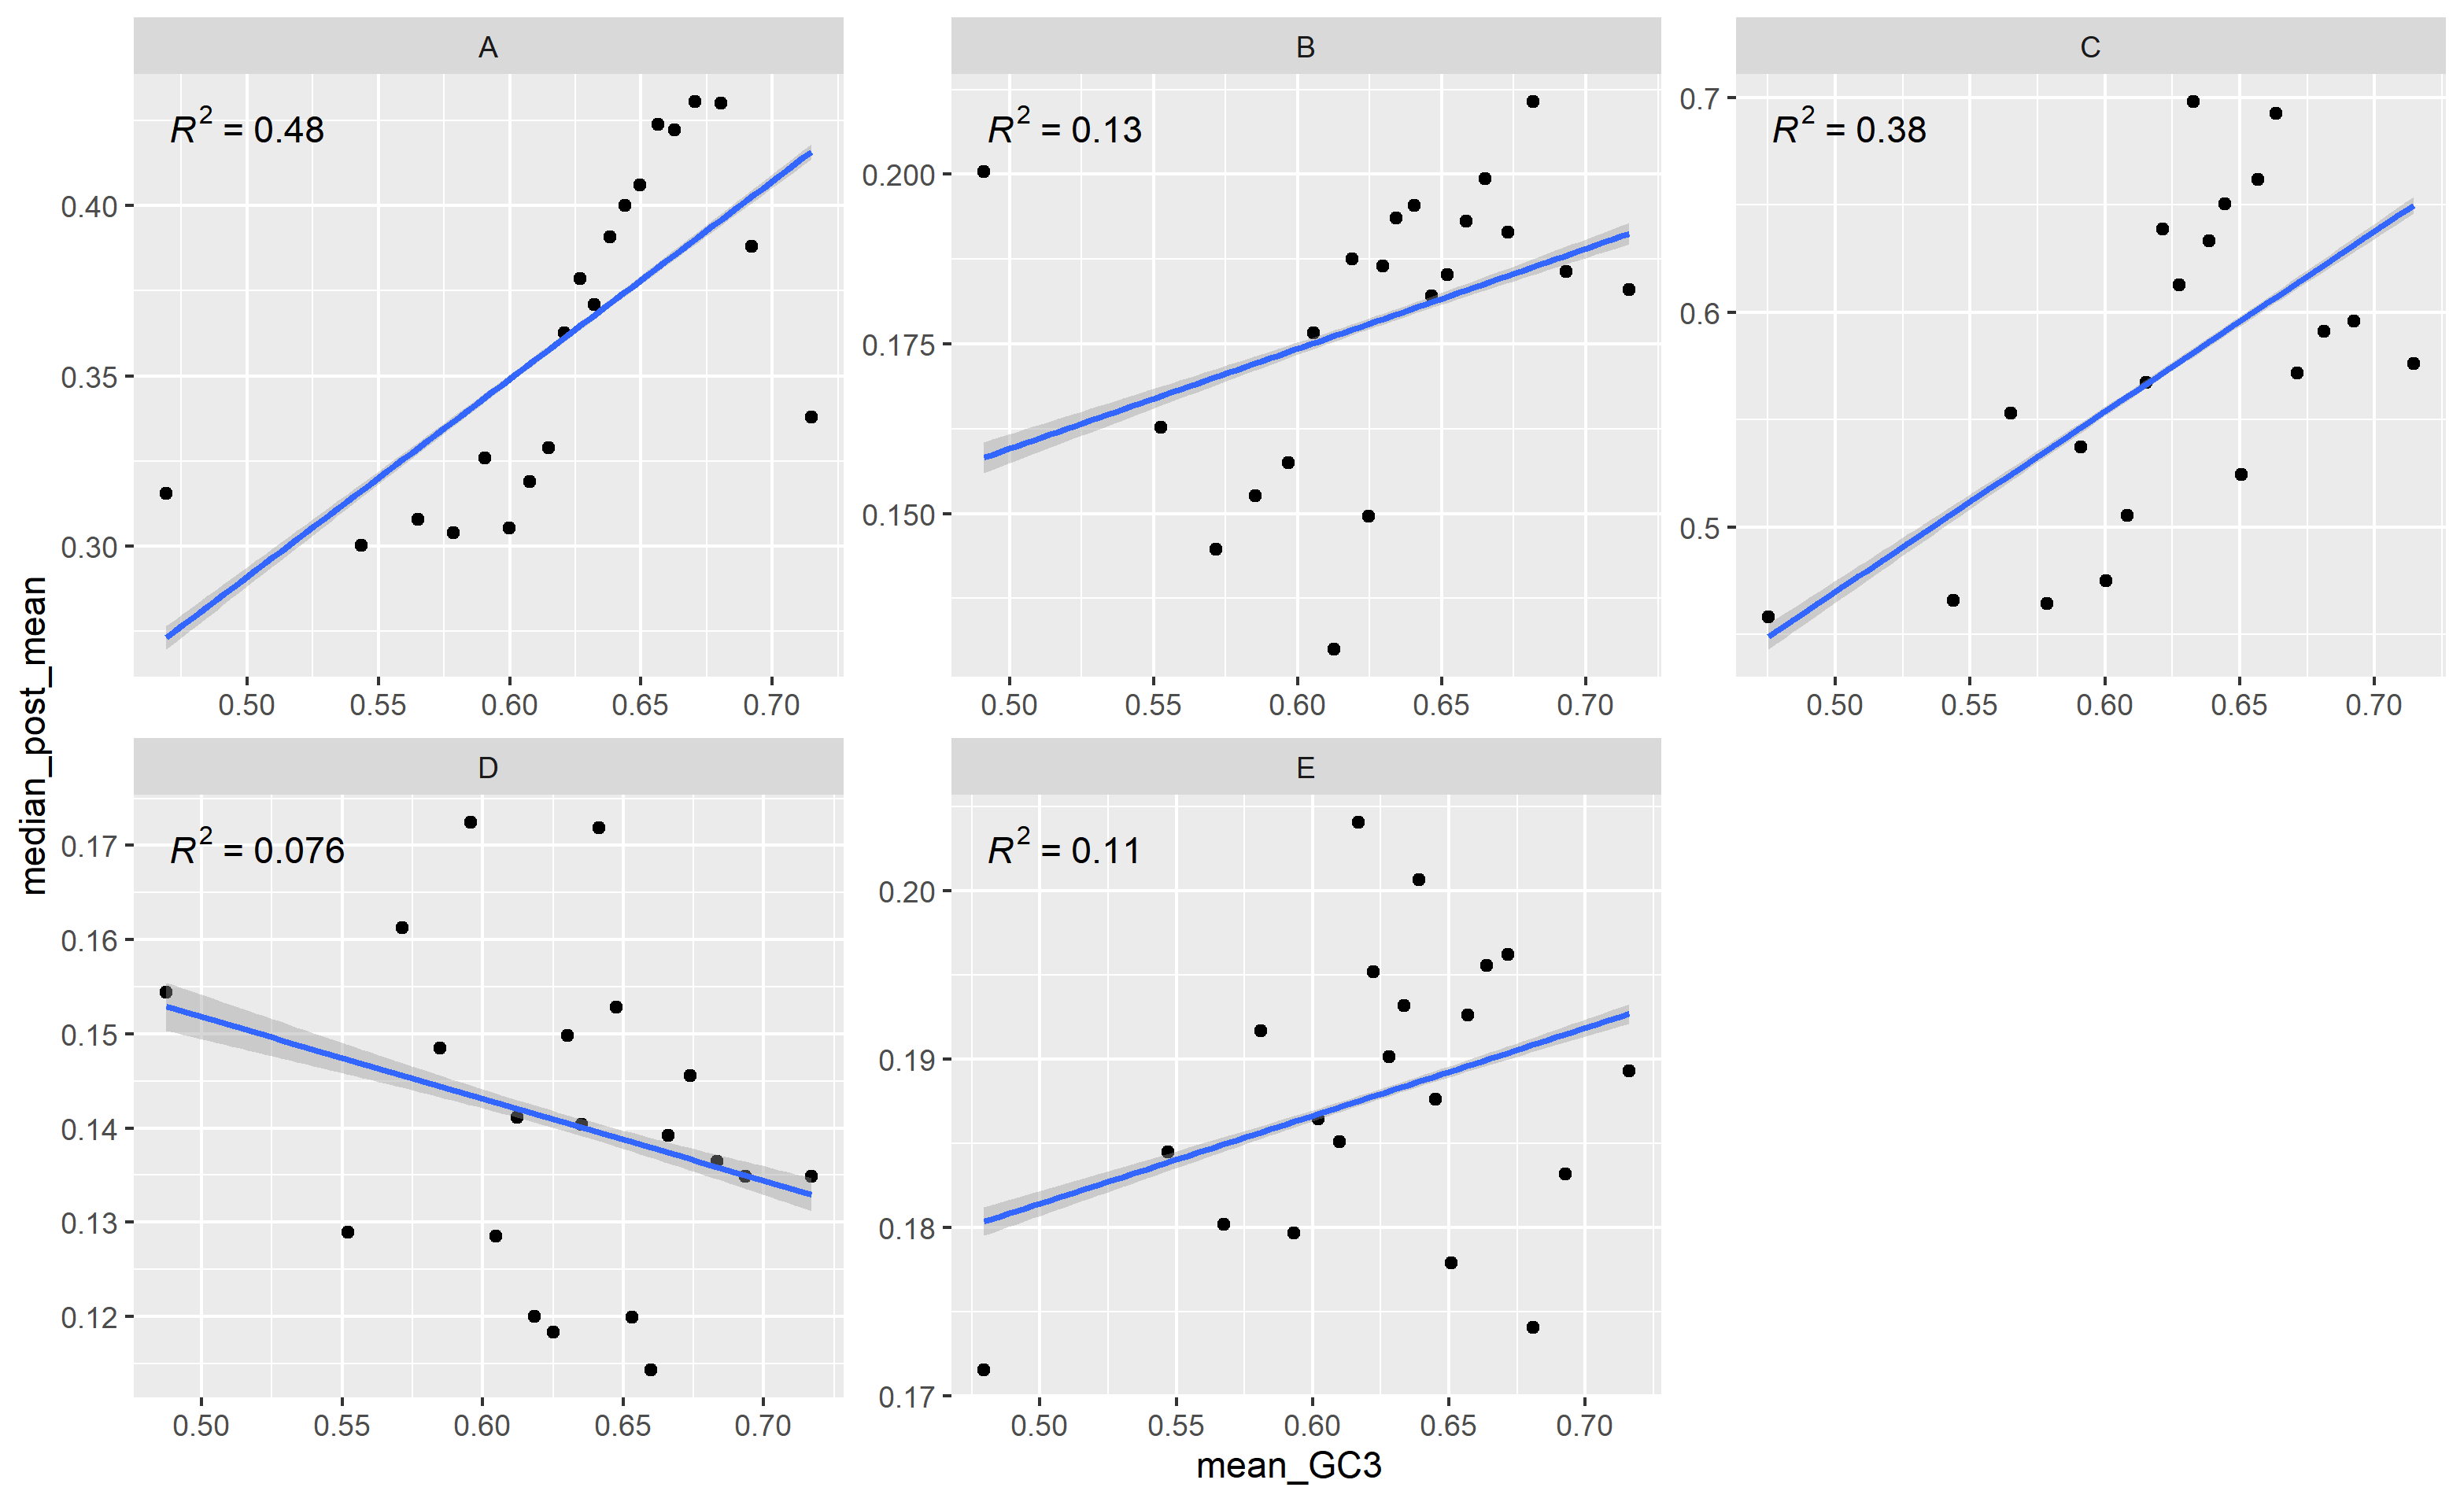 A
B
C
R² = 0.48
R² = 0.13
R² = 0.38
0.40
0.35
0.30
0.200
0.175
0.150
0.7
0.6
0.5
0.50 0.55 0.60 0.65 0.70
0.50 0.55 0.60 0.65 0.70
0.50 0.55 0.60 0.65 0.70
median_post_mean
D
E
R² = 0.076
R² = 0.11
0.17
0.16
0.15
0.14
0.13
0.12
0.20
0.19
0.18
0.17
0.50 0.55 0.60 0.65 0.70
0.50 0.55 0.60 0.65 0.70
mean_GC3